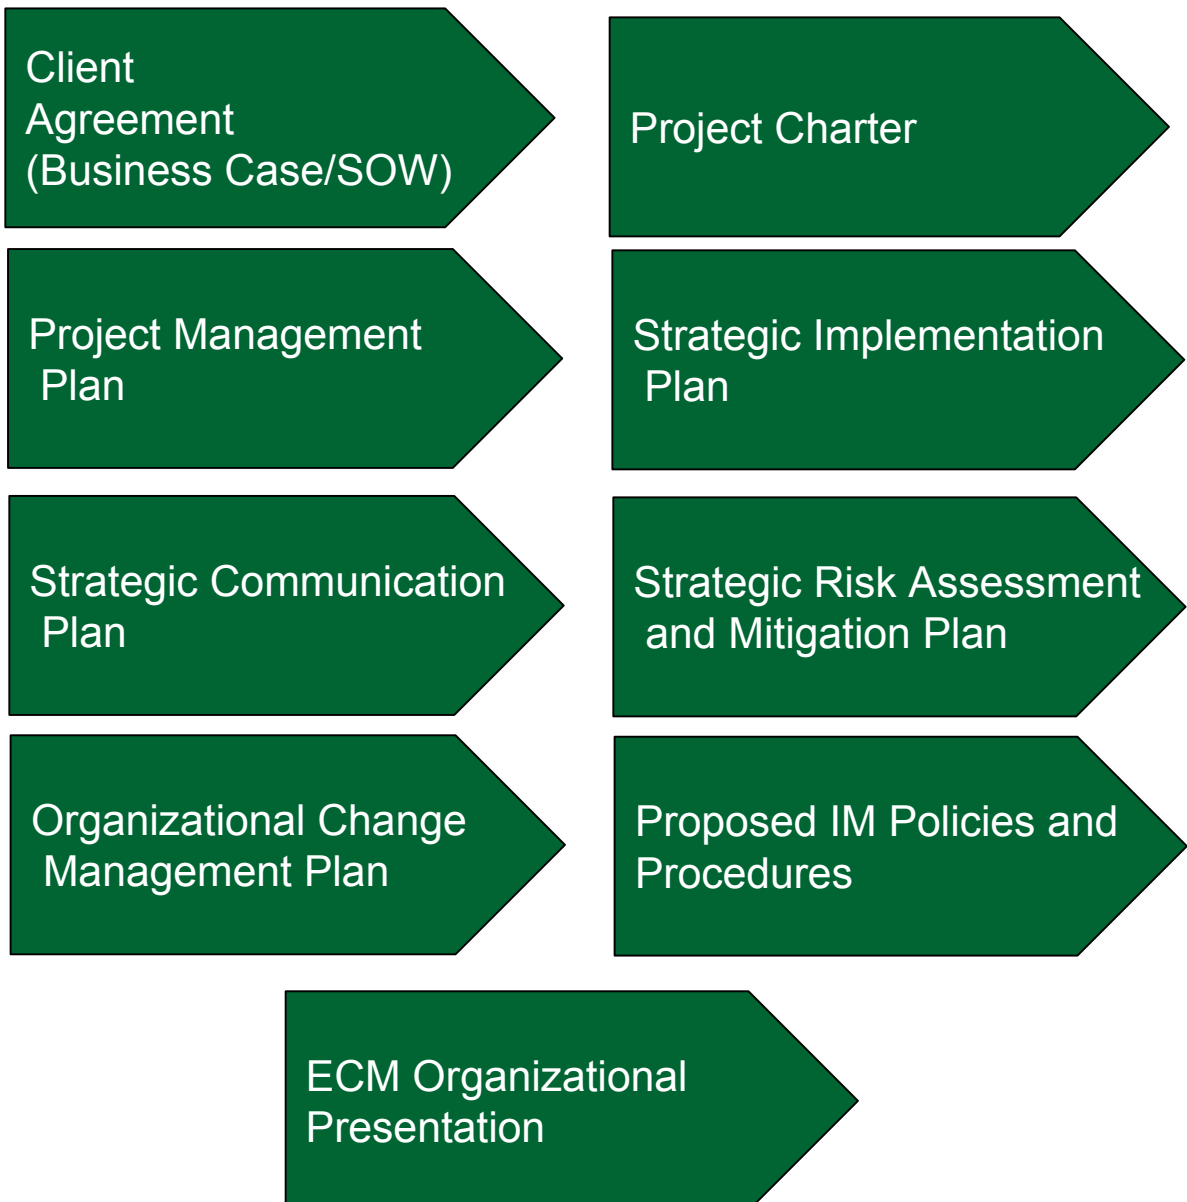 Client
Agreement
(Business Case/SOW)
Project Charter
Project Management
Plan
Strategic Implementation
Plan
Strategic Communication
Plan
Strategic Risk Assessment
and Mitigation Plan
Organizational Change
Management Plan
Proposed IM Policies and
Procedures
ECM Organizational
Presentation